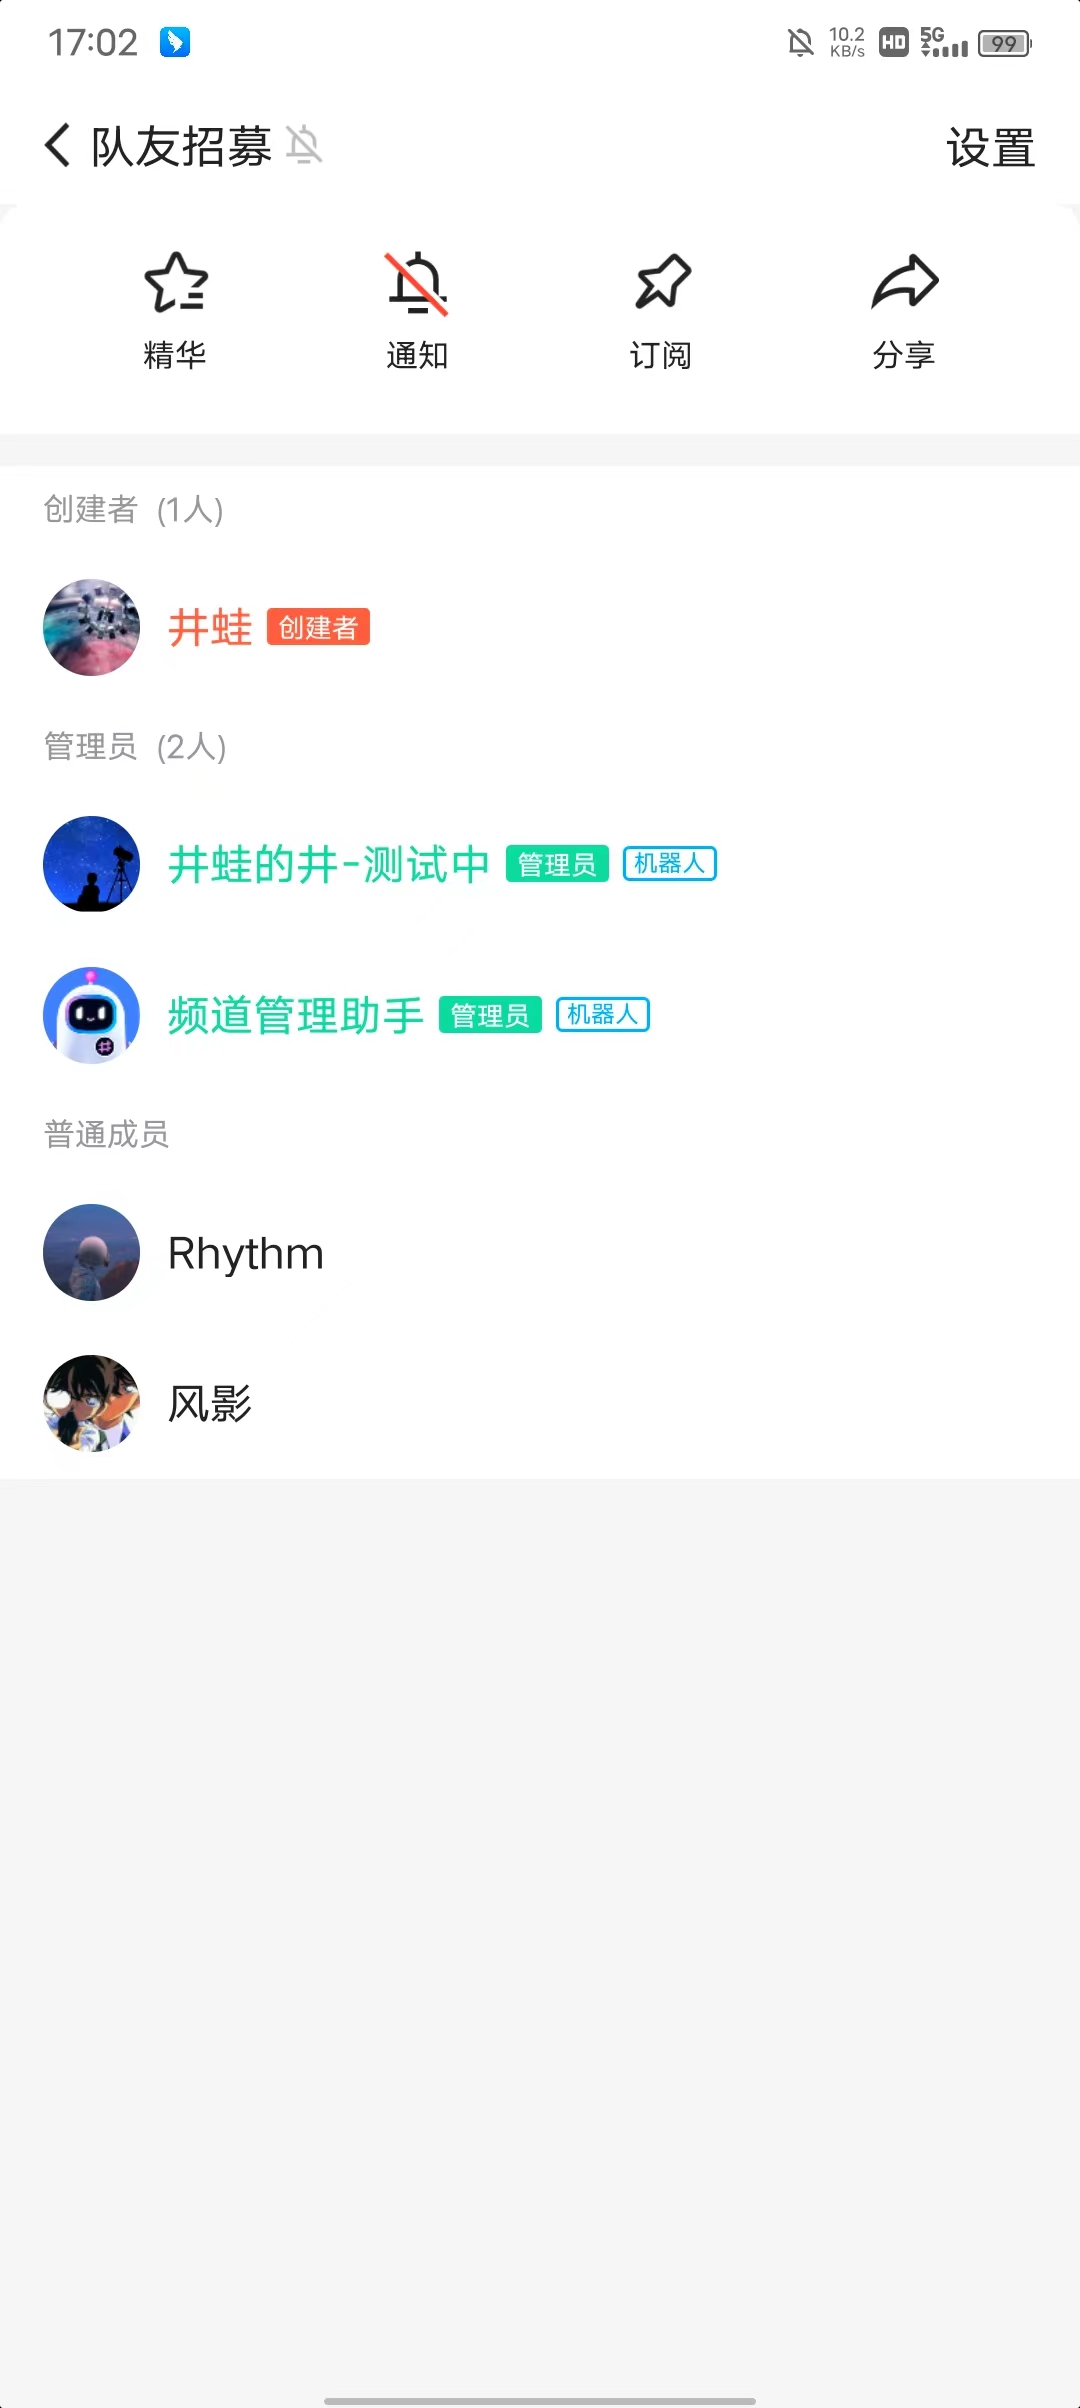 17:02 10.2 KB/s HD 5G 99
队友招募 设置
精华 通知 订阅 分享
创建者 (1人)
井蛙 创建者
管理员 (2人)
井蛙的井-测试中 管理员 机器人
频道管理助手 管理员 机器人
普通成员
Rhythm
风影